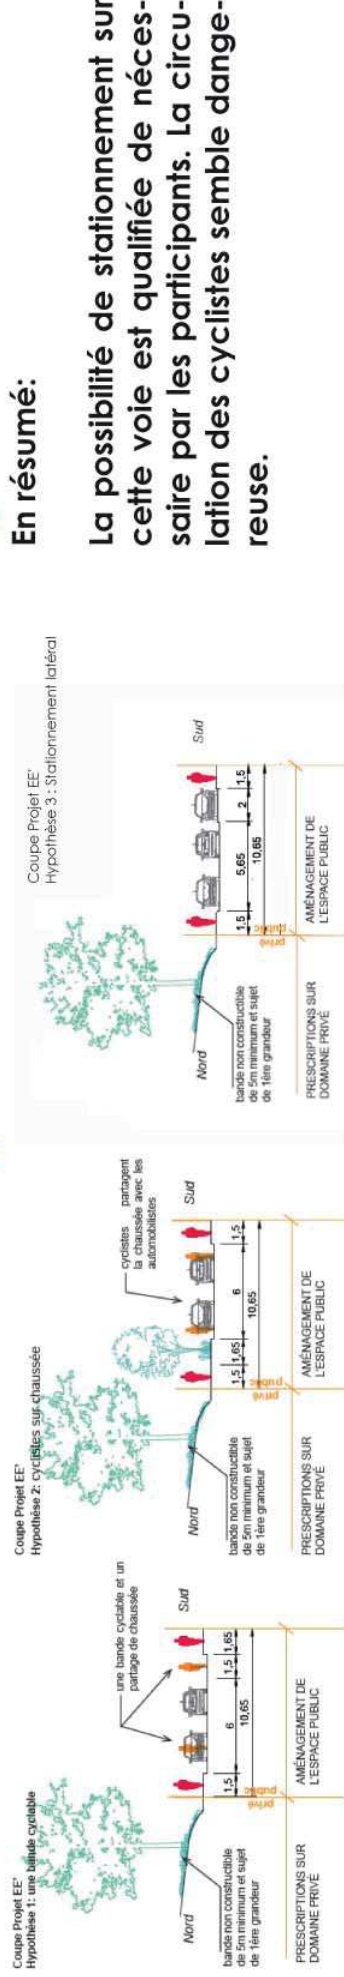 Coupe Projet EE'
Hypothèse 1: une bande cyclable
une bande cyclable et un
partage de chaussée
Nord
Sud
bande non constructible
de 5m minimum et sujet
de 1ère grandeur
1,5
6
1,5
1,65
10,65
privé
public
PRESCRIPTIONS SUR
DOMAINE PRIVÉ
AMÉNAGEMENT DE
L'ESPACE PUBLIC
Coupe Projet EE'
Hypothèse 2: cyclistes sur chaussée
cyclistes partagent
la chaussée avec les
automobilistes
Nord
Sud
bande non constructible
de 5m minimum et sujet
de 1ère grandeur
1,5
1,65
6
1,5
10,65
privé
public
PRESCRIPTIONS SUR
DOMAINE PRIVÉ
AMÉNAGEMENT DE
L'ESPACE PUBLIC
Coupe Projet EE'
Hypothèse 3 : Stationnement latéral
Nord
Sud
bande non constructible
de 5m minimum et sujet
de 1ère grandeur
1,5
5,65
2
1,5
10,65
privé
public
PRESCRIPTIONS SUR
DOMAINE PRIVÉ
AMÉNAGEMENT DE
L'ESPACE PUBLIC
En résumé:
La possibilité de stationnement sur
cette voie est qualifiée de néces-
saire par les participants. La circu-
lation des cyclistes semble dange-
reuse.